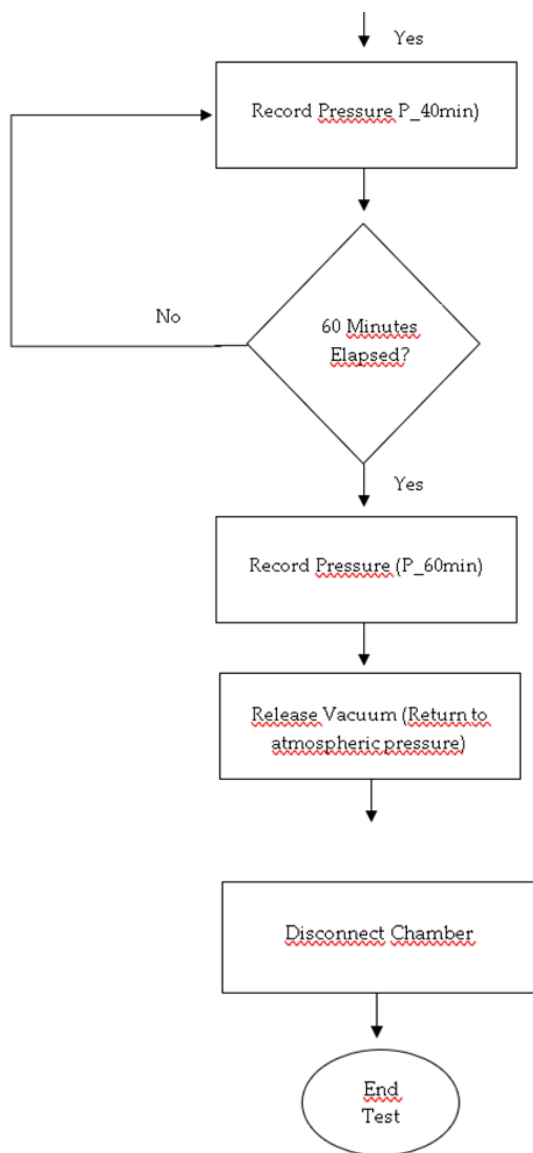 Yes
Record Pressure P_40min)
No
60 Minutes
Elapsed?
Yes
Record Pressure (P_60min)
Release Vacuum (Return to
atmospheric pressure)
Disconnect Chamber
End
Test